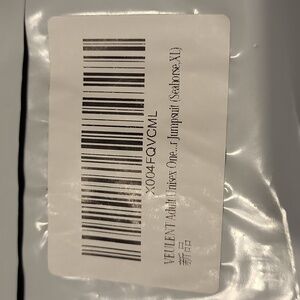 X004FQVCML
VEULENT Adult Unisex One...r Jumpsuit (Seahorse,XL)
新品